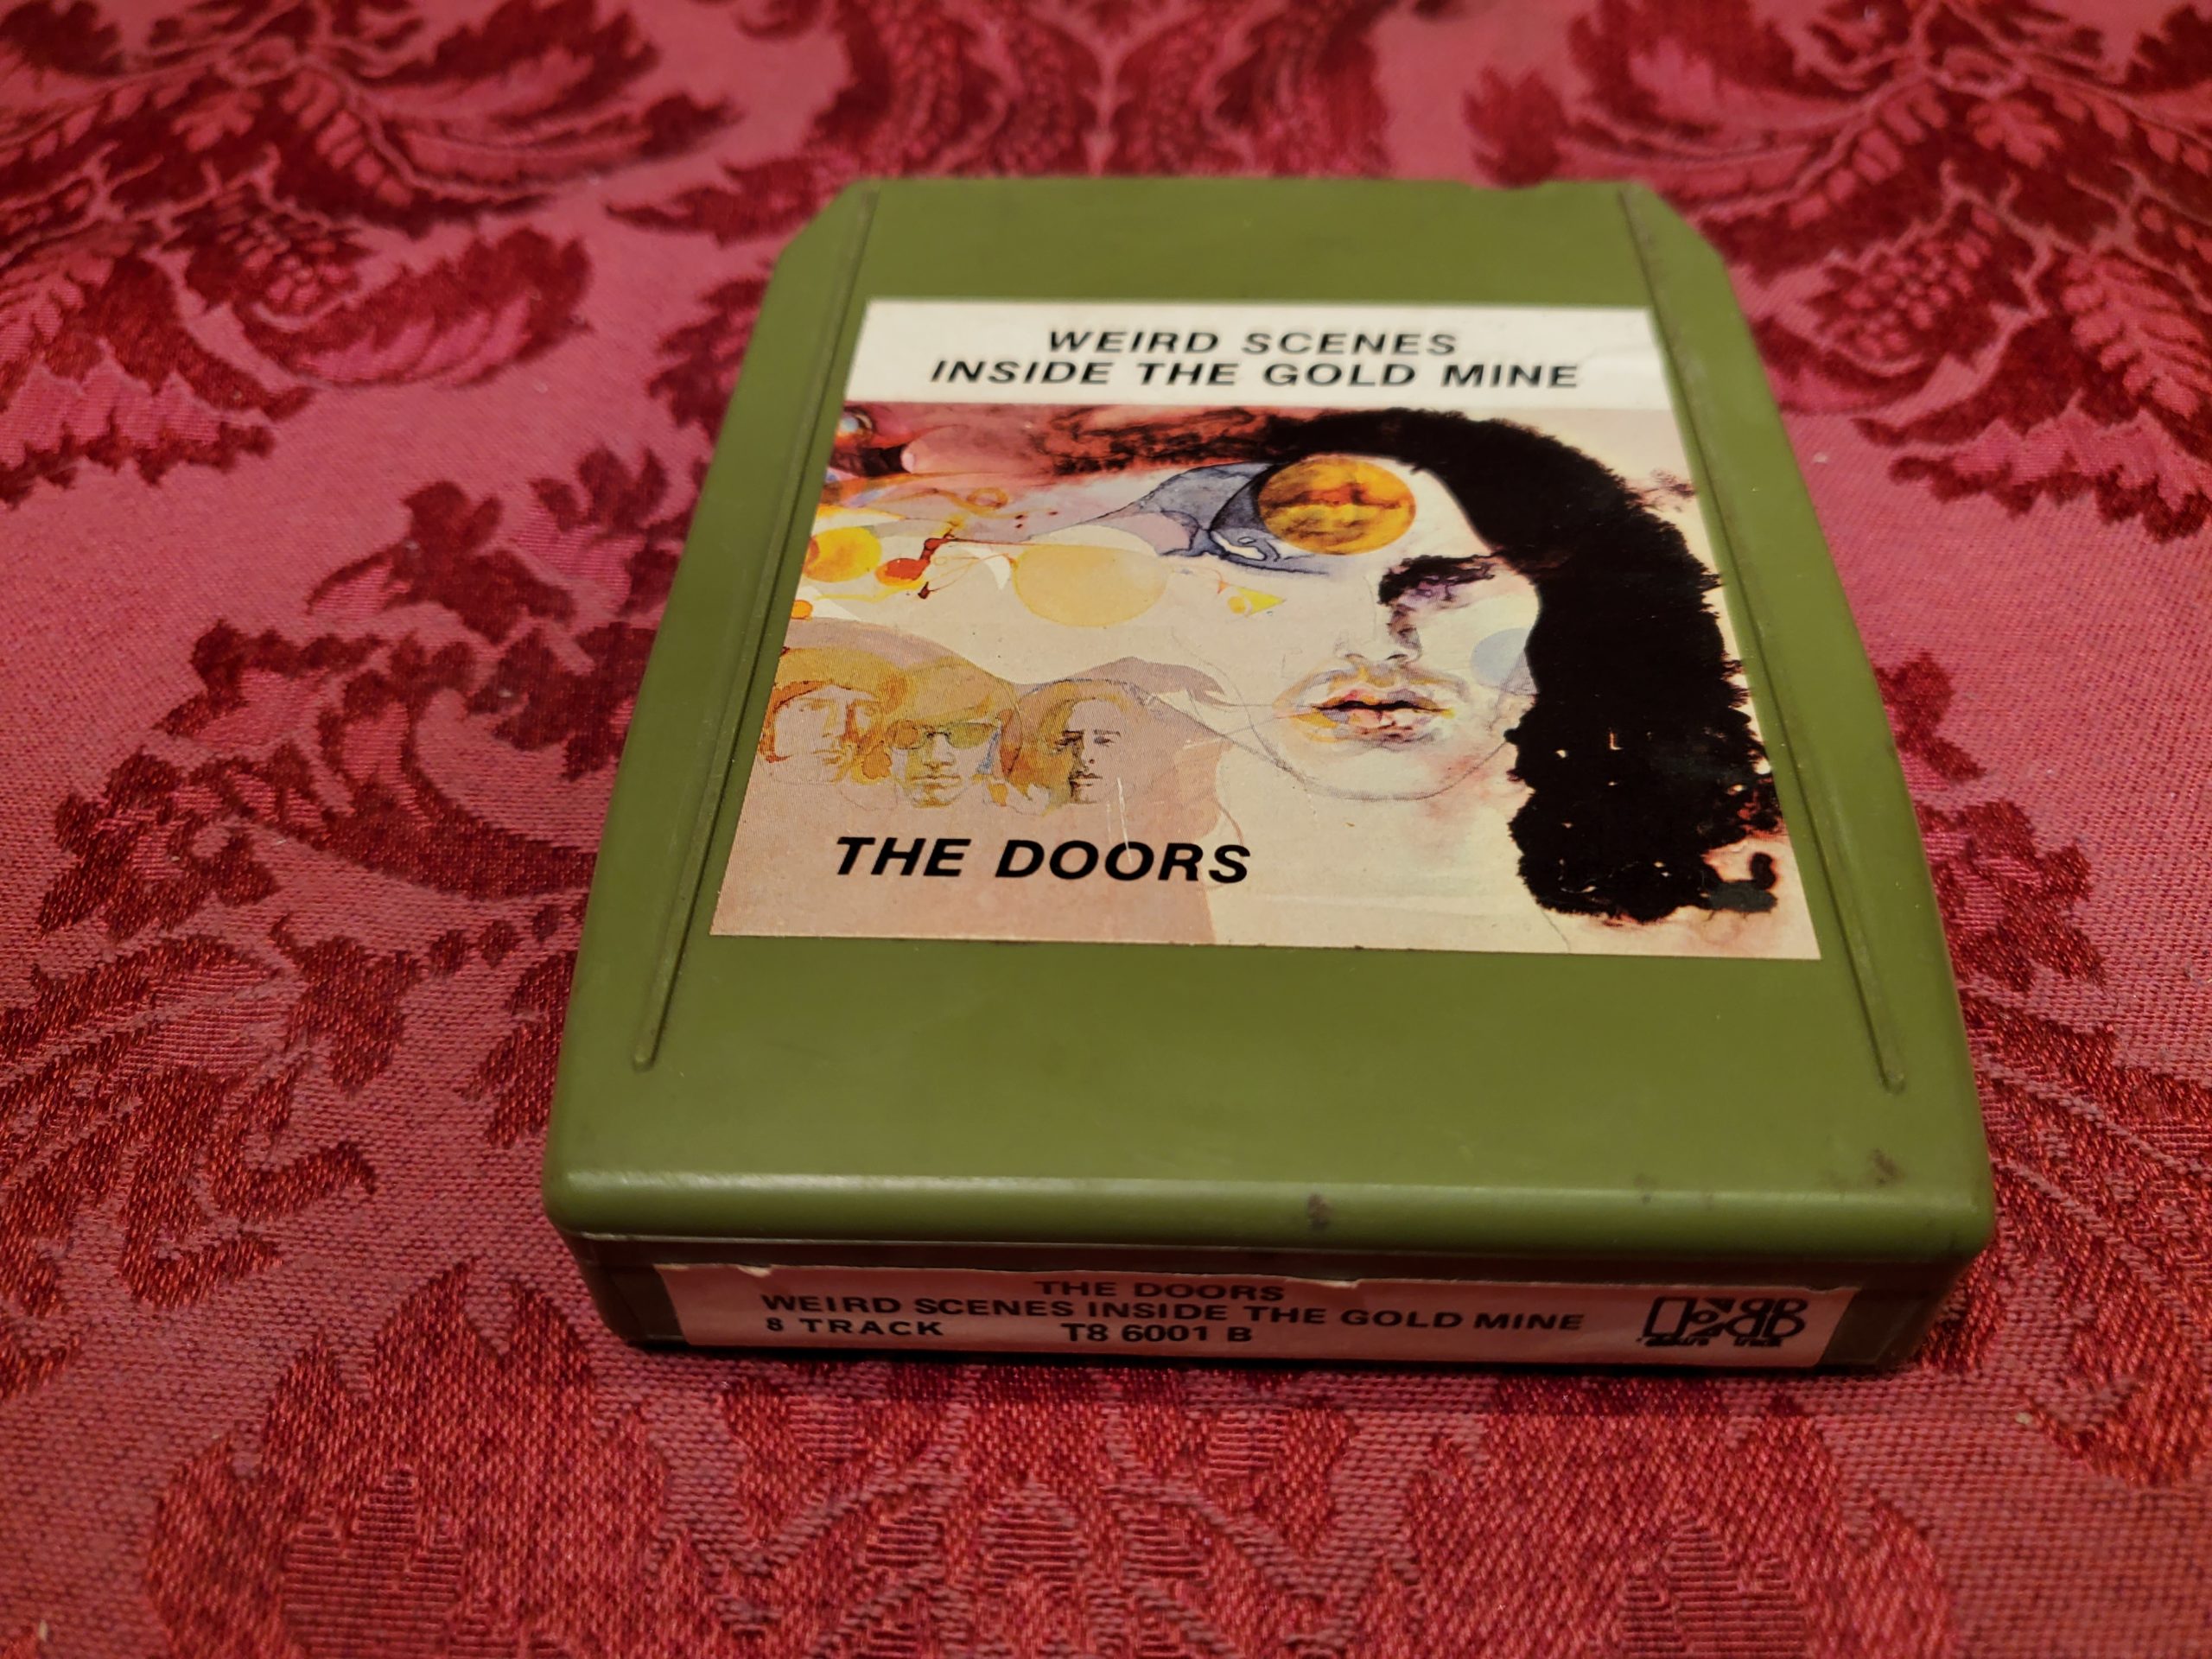 WEIRD SCENES
INSIDE THE GOLD MINE
THE DOORS
THE DOORS
WEIRD SCENES INSIDE THE GOLD MINE
8 TRACK T8 6001 B